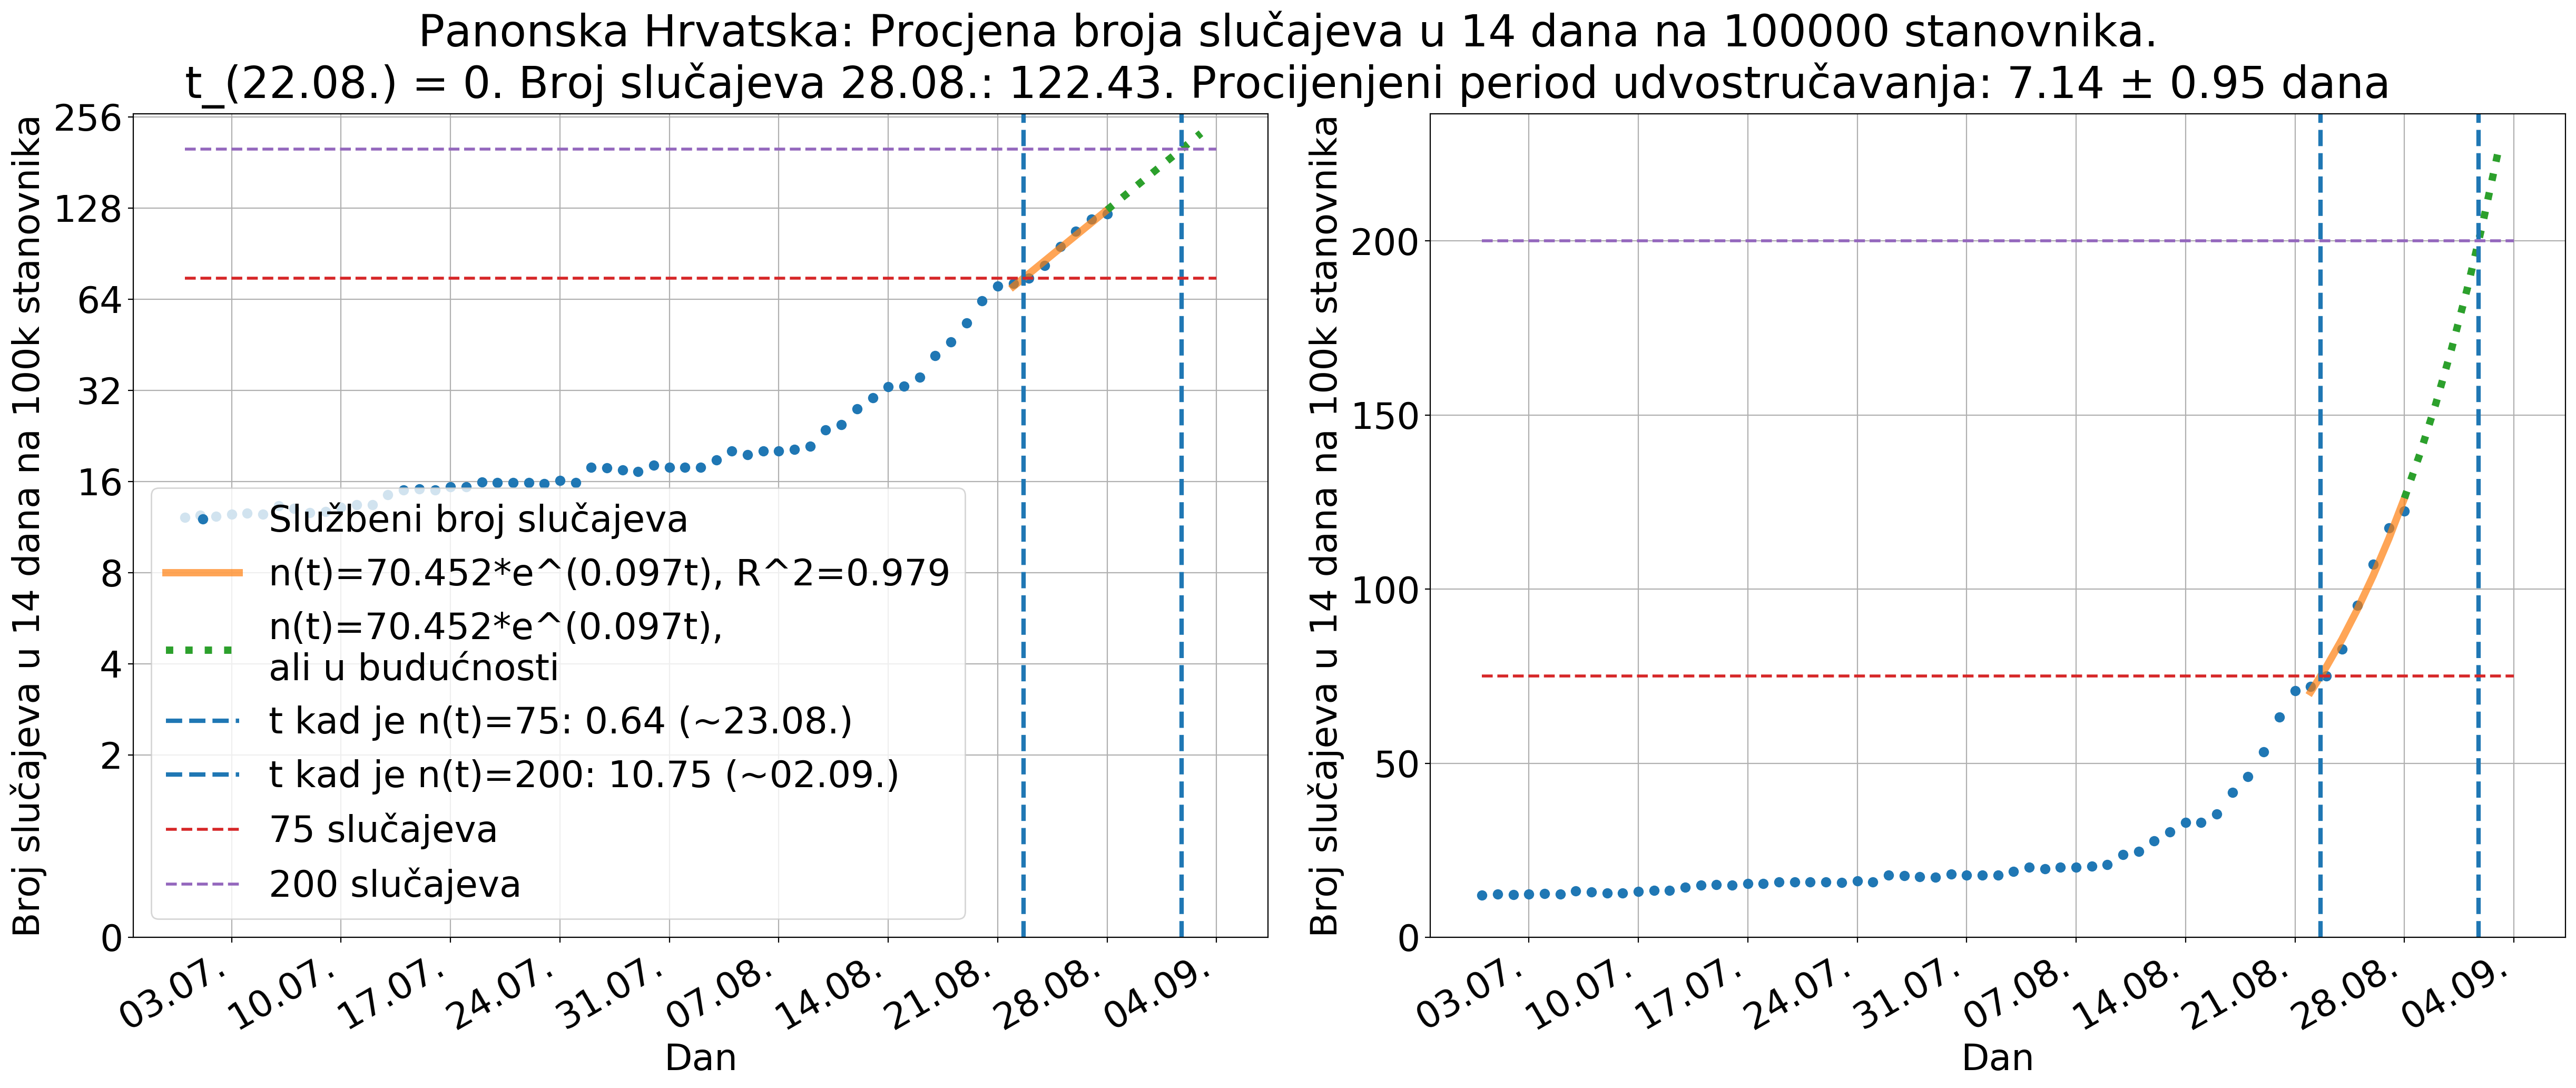 Panonska Hrvatska: Procjena broja slučajeva u 14 dana na 100000 stanovnika.
t_(22.08.) = 0. Broj slučajeva 28.08.: 122.43. Procijenjeni period udvostručavanja: 7.14 ± 0.95 dana
Broj slučajeva u 14 dana na 100k stanovnika
256
128
64
32
16
8
4
2
0
Službeni broj slučajeva
n(t)=70.452*e^(0.097t), R^2=0.979
n(t)=70.452*e^(0.097t),
ali u budućnosti
t kad je n(t)=75: 0.64 (~23.08.)
t kad je n(t)=200: 10.75 (~02.09.)
75 slučajeva
200 slučajeva
03.07.
10.07.
17.07.
24.07.
31.07.
07.08.
14.08.
21.08.
28.08.
04.09.
Dan
Broj slučajeva u 14 dana na 100k stanovnika
200
150
100
50
0
03.07.
10.07.
17.07.
24.07.
31.07.
07.08.
14.08.
21.08.
28.08.
04.09.
Dan